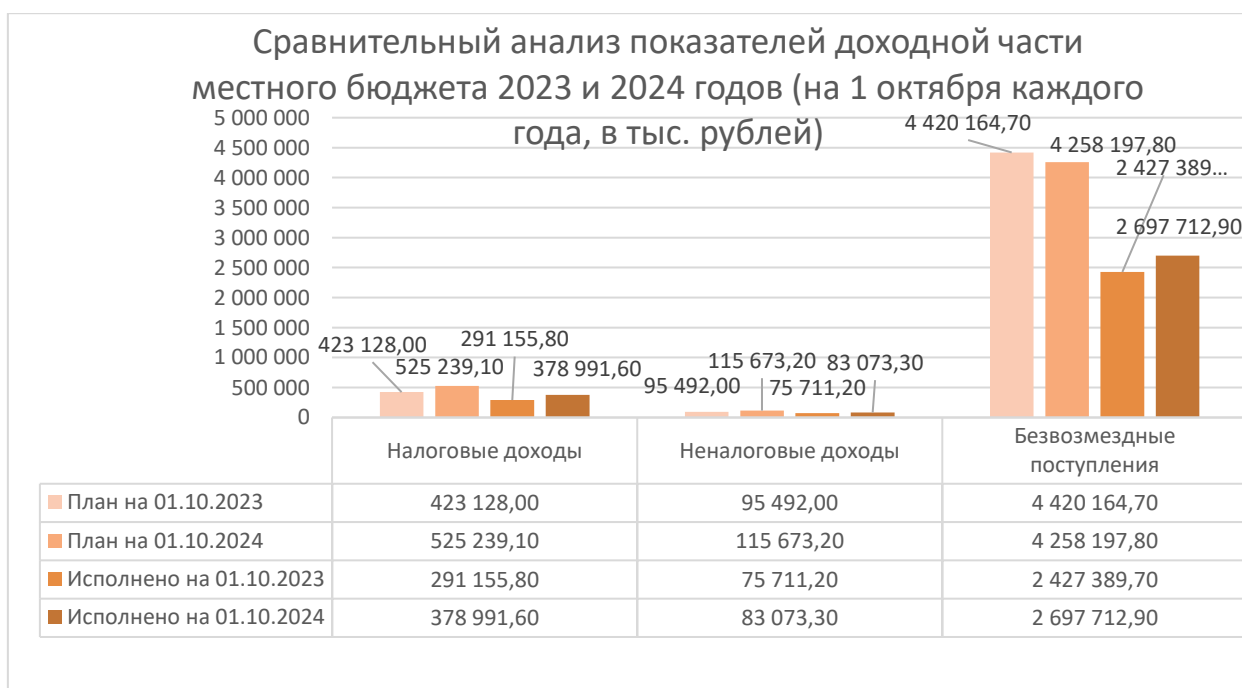 Сравнительный анализ показателей доходной части
местного бюджета 2023 и 2024 годов (на 1 октября каждого
года, в тыс. рублей)
5 000 000
4 500 000
4 000 000
3 500 000
3 000 000
2 500 000
2 000 000
1 500 000
1 000 000
500 000
0
423 128,00
525 239,10
291 155,80
378 991,60
95 492,00
115 673,20
75 711,20
83 073,30
4 420 164,70
4 258 197,80
2 427 389...
2 697 712,90
Налоговые доходы
Неналоговые доходы
Безвозмездные
поступления
План на 01.10.2023 423 128,00 95 492,00 4 420 164,70
План на 01.10.2024 525 239,10 115 673,20 4 258 197,80
Исполнено на 01.10.2023 291 155,80 75 711,20 2 427 389,70
Исполнено на 01.10.2024 378 991,60 83 073,30 2 697 712,90